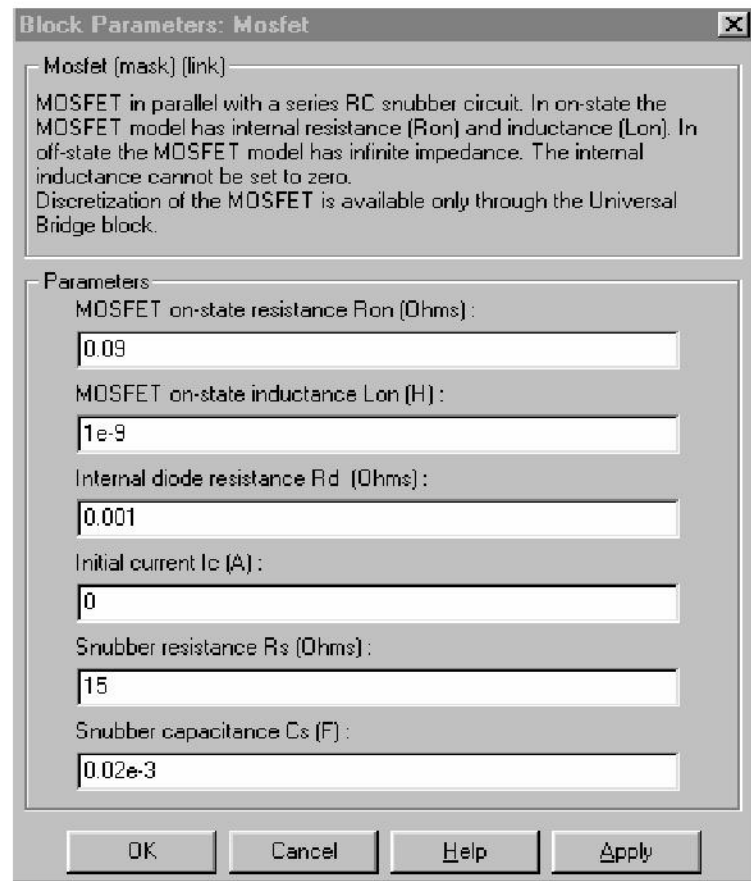 Block Parameters: Mosfet
Mosfet (mask) (link)
MOSFET in parallel with a series RC snubber circuit. In on-state the
MOSFET model has internal resistance (Ron) and inductance (Lon). In
off-state the MOSFET model has infinite impedance. The internal
inductance cannot be set to zero.
Discretization of the MOSFET is available only through the Universal
Bridge block.
Parameters
MOSFET on-state resistance Ron (Ohms) :
0.09
MOSFET on-state inductance Lon (H) :
1e-9
Internal diode resistance Rd (Ohms) :
0.001
Initial current Ic (A) :
0
Snubber resistance Rs (Ohms) :
15
Snubber capacitance Cs (F) :
0.02e-3
OK Cancel Help Apply